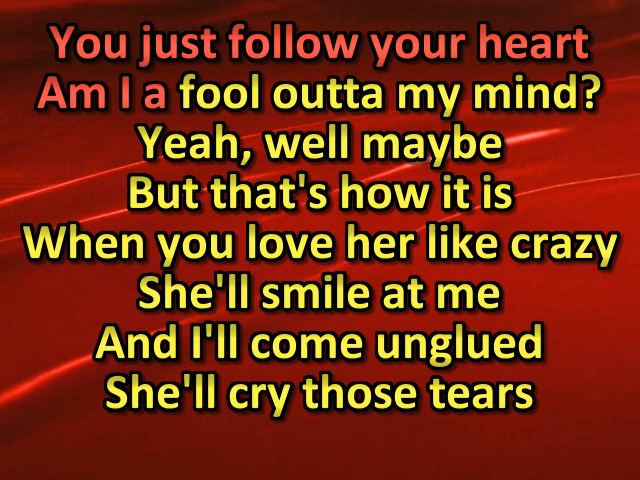 You just follow your heart
Am I a fool outta my mind?
Yeah, well maybe
But that's how it is
When you love her like crazy
She'll smile at me
And I'll come unglued
She'll cry those tears